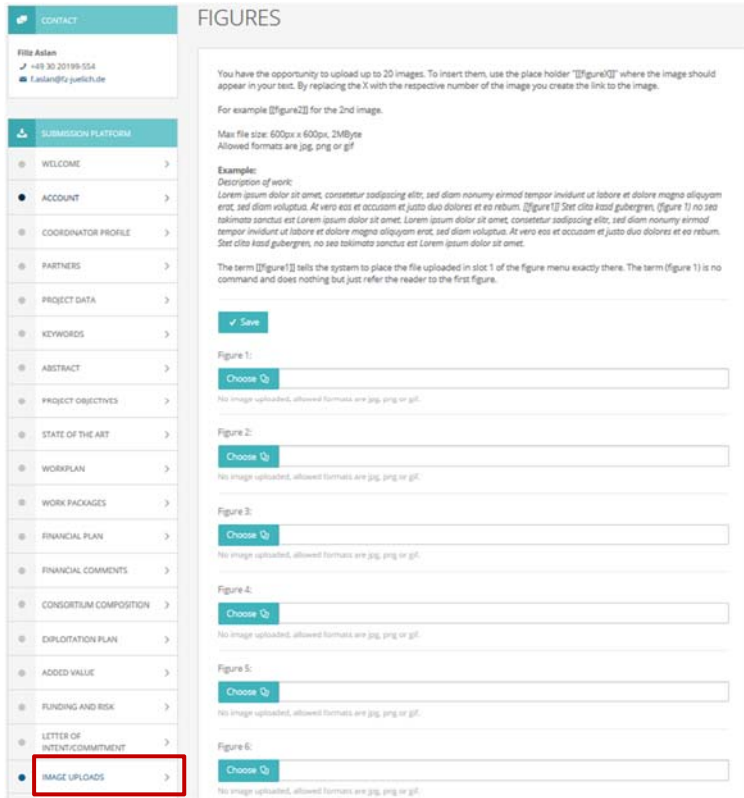 CONTACT
Filiz Aslan
+49 30 20199-554
f.aslan@fz-juelich.de
SUBMISSION PLATFORM
WELCOME
ACCOUNT
COORDINATOR PROFILE
PARTNERS
PROJECT DATA
KEYWORDS
ABSTRACT
PROJECT OBJECTIVES
STATE OF THE ART
WORKPLAN
WORK PACKAGES
FINANCIAL PLAN
FINANCIAL COMMENTS
CONSORTIUM COMPOSITION
EXPLOITATION PLAN
ADDED VALUE
FUNDING AND RISK
LETTER OF
INTENT/COMMITMENT
IMAGE UPLOADS
FIGURES
You have the opportunity to upload up to 20 images. To insert them, use the place holder "[[figureX]]" where the image should
appear in your text. By replacing the X with the respective number of the image you create the link to the image.
For example [[figure2]] for the 2nd image.
Max file size: 600px x 600px, 2MByte
Allowed formats are jpg, png or gif
Example:
Description of work:
Lorem ipsum dolor sit amet, consetetur sadipscing elitr, sed diam nonumy eirmod tempor invidunt ut labore et dolore magna aliquyam
erat, sed diam voluptua. At vero eos et accusam et justo duo dolores et ea rebum. [[figure1]] Stet clita kasd gubergren, (figure 1) no sea
takimata sanctus est Lorem ipsum dolor sit amet. Lorem ipsum dolor sit amet, consetetur sadipscing elitr, sed diam nonumy eirmod
tempor invidunt ut labore et dolore magna aliquyam erat, sed diam voluptua. At vero eos et accusam et justo duo dolores et ea rebum.
Stet clita kasd gubergren, no sea takimata sanctus est Lorem ipsum dolor sit amet.
The term [[figure1]] tells the system to place the file uploaded in slot 1 of the figure menu exactly there. The term (figure 1) is no
command and does nothing but just refer the reader to the first figure.
Save
Figure 1:
Choose
No image uploaded, allowed formats are jpg, png or gif.
Figure 2:
Choose
No image uploaded, allowed formats are jpg, png or gif.
Figure 3:
Choose
No image uploaded, allowed formats are jpg, png or gif.
Figure 4:
Choose
No image uploaded, allowed formats are jpg, png or gif.
Figure 5:
Choose
No image uploaded, allowed formats are jpg, png or gif.
Figure 6:
Choose
No image uploaded, allowed formats are jpg, png or gif.